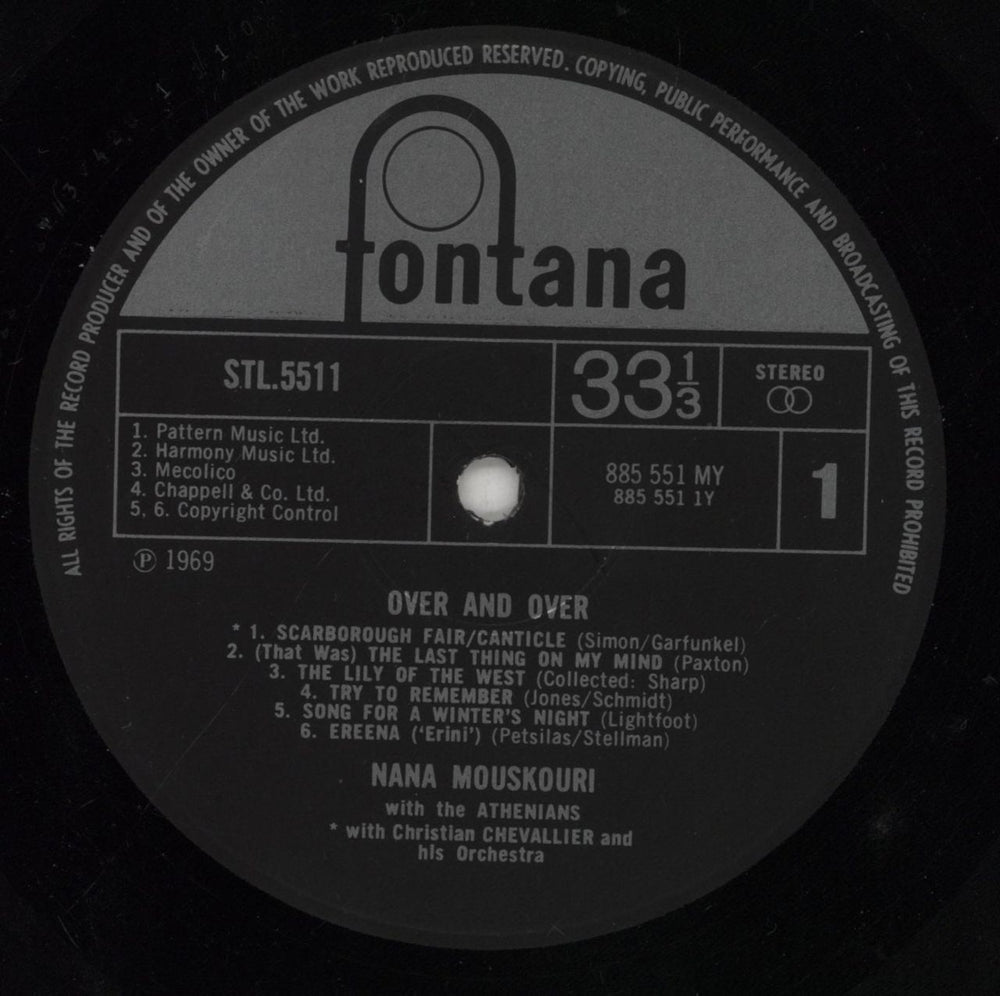 ALL RIGHTS OF THE RECORD PRODUCER AND OF THE OWNER OF THE WORK REPRODUCED RESERVED. COPYING, PUBLIC PERFORMANCE AND BROADCASTING OF THIS RECORD PROHIBITED
fontana
STL.5511
33 1/3
STEREO
1. Pattern Music Ltd.
2. Harmony Music Ltd.
3. Mecolico
4. Chappell & Co. Ltd.
5, 6. Copyright Control
885 551 MY
885 551 1Y
1
Ⓟ 1969
OVER AND OVER
* 1. SCARBOROUGH FAIR/CANTICLE (Simon/Garfunkel)
2. (That Was) THE LAST THING ON MY MIND (Paxton)
3. THE LILY OF THE WEST (Collected: Sharp)
4. TRY TO REMEMBER (Jones/Schmidt)
5. SONG FOR A WINTER'S NIGHT (Lightfoot)
6. EREENA ('Erini') (Petsilas/Stellman)
NANA MOUSKOURI
with the ATHENIANS
* with Christian CHEVALLIER and
his Orchestra